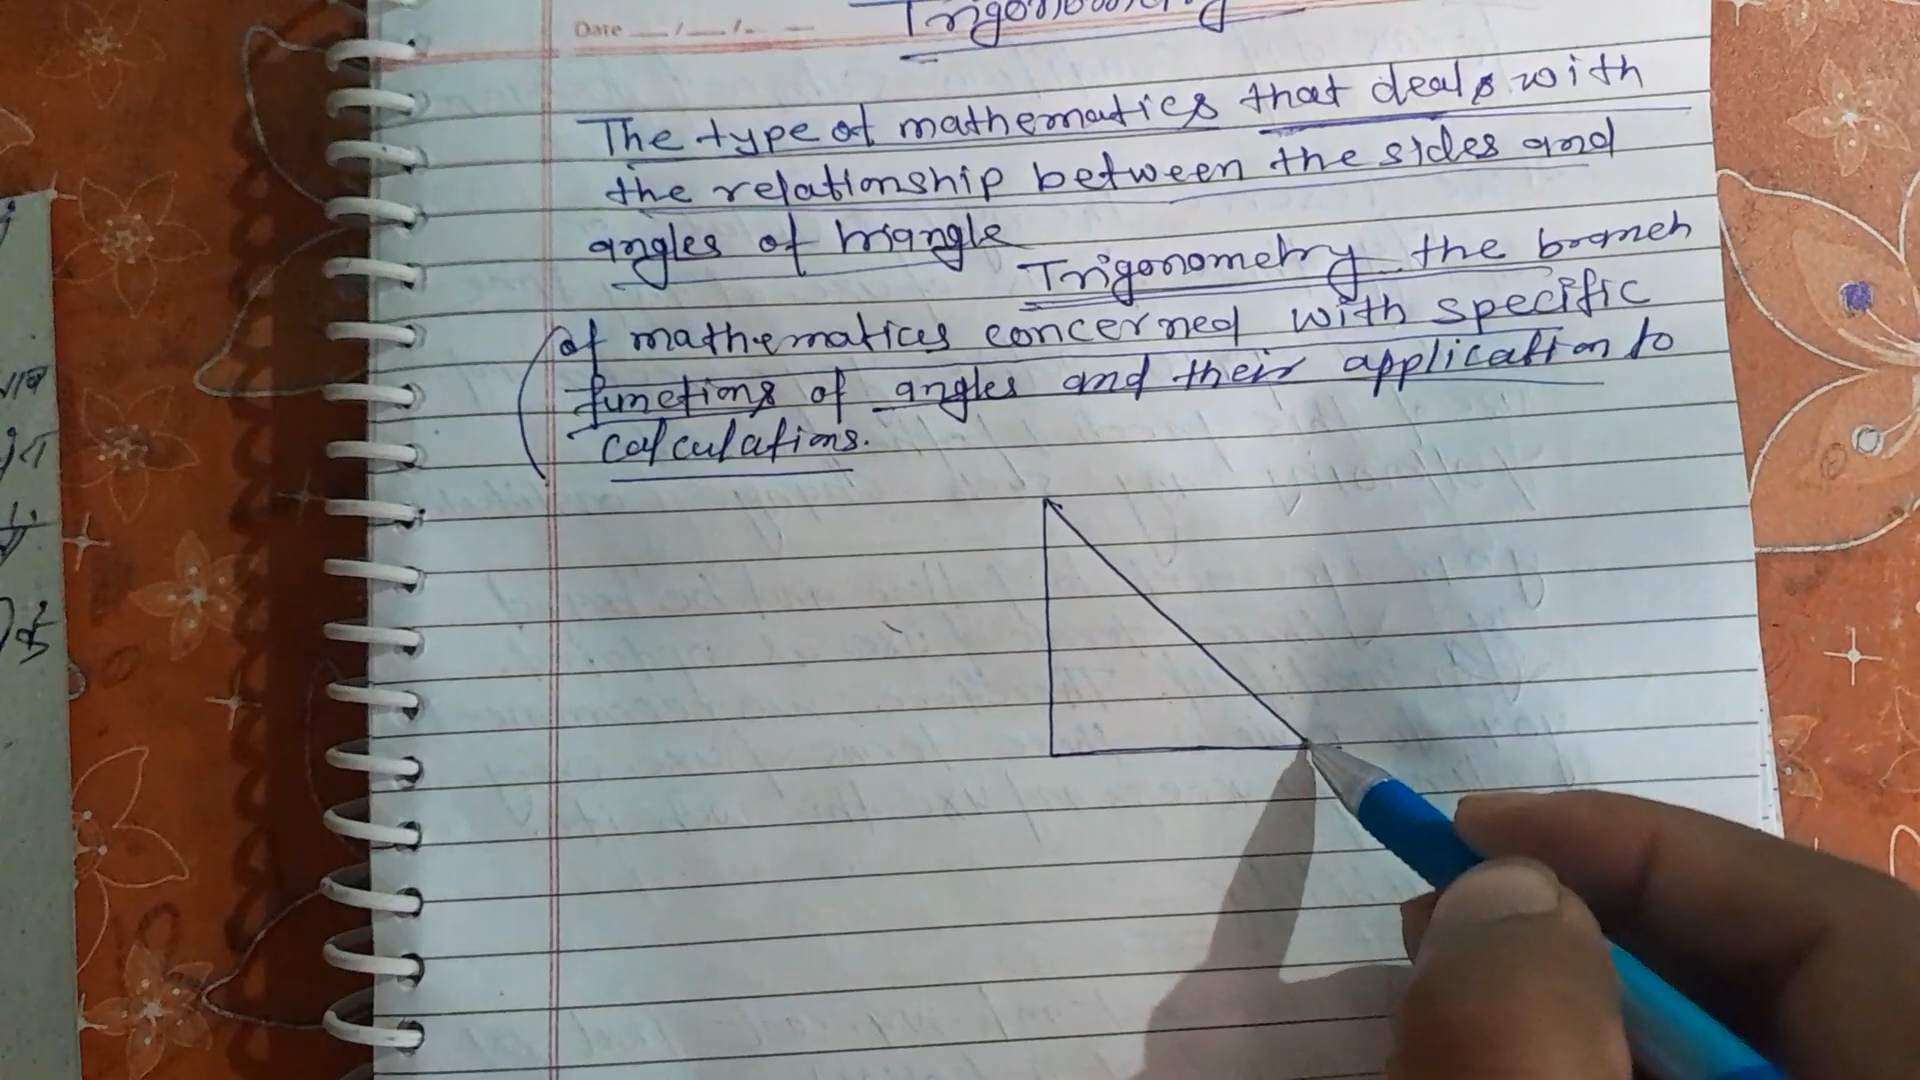 Trigonometry
Date
The type of mathematics that deals with
the relationship between the sides and
angles of triangle
Trigonometry the branch
of mathematics concerned with specific
functions of angles and their application to
calculations.